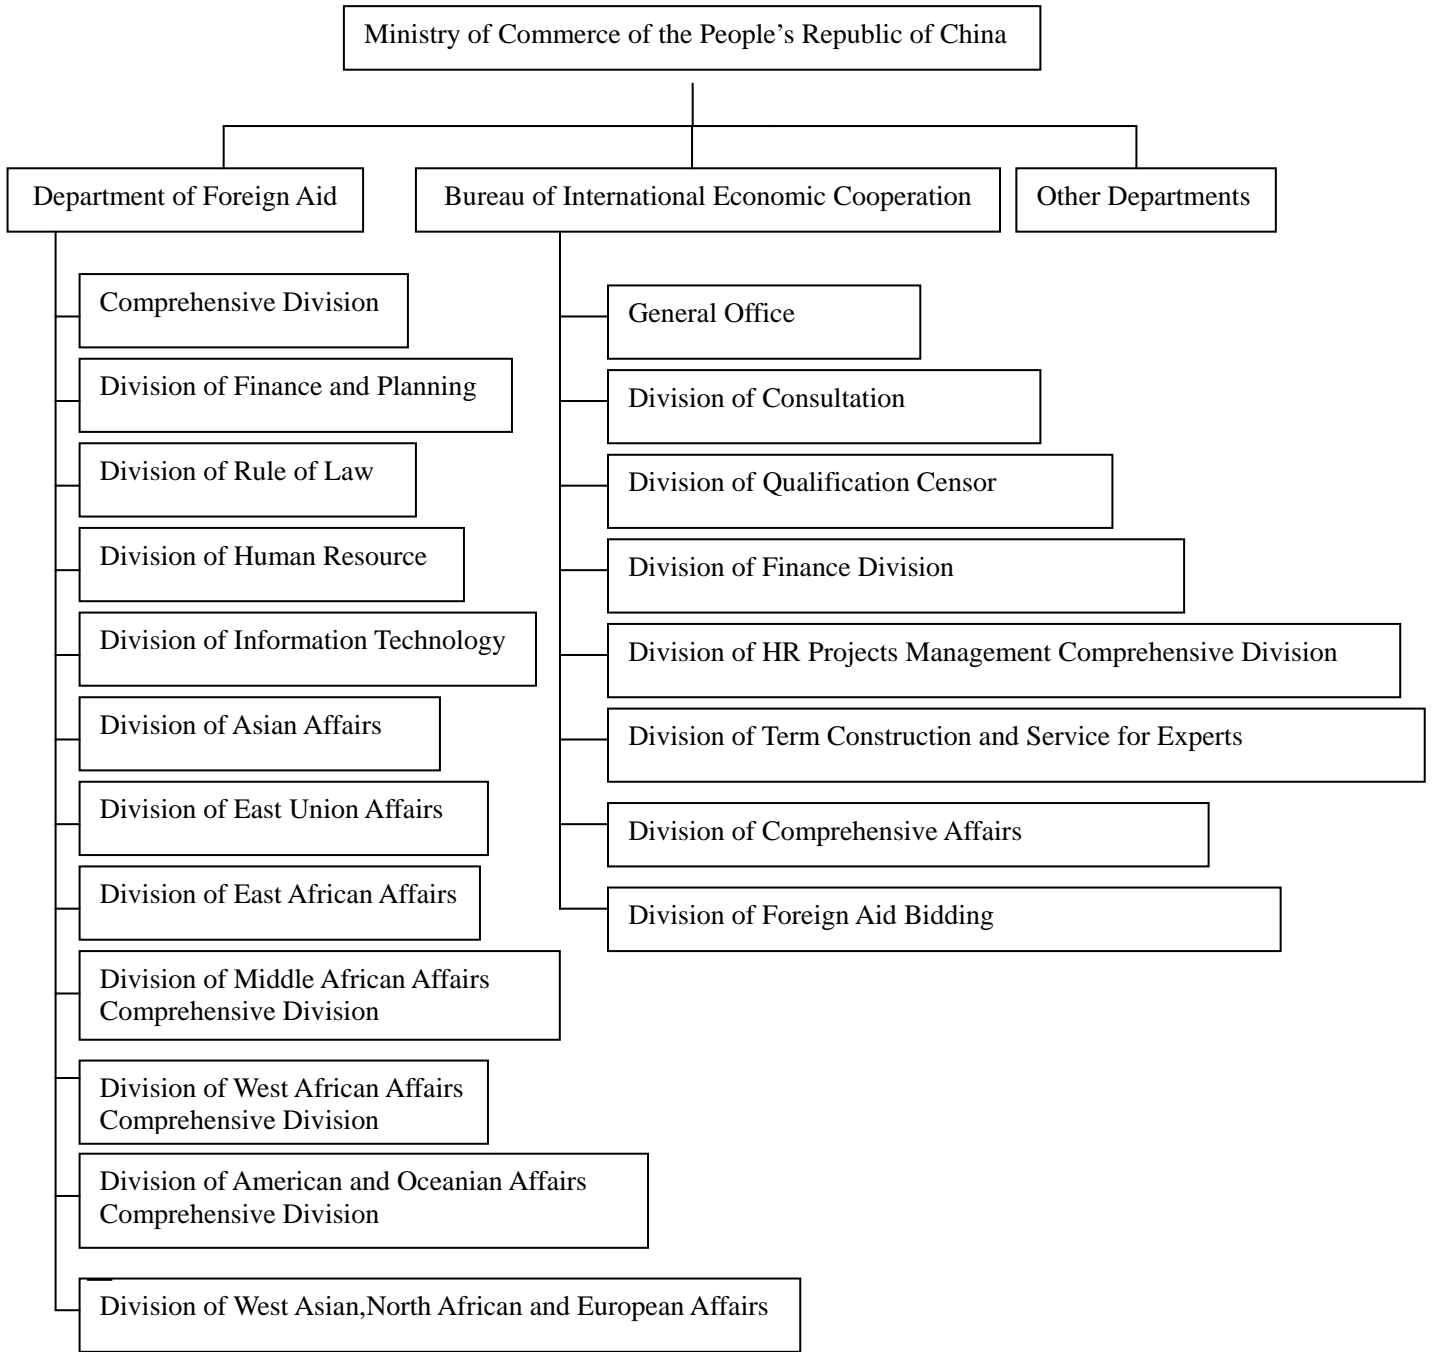 Ministry of Commerce of the People’s Republic of China
Department of Foreign Aid
Bureau of International Economic Cooperation
Other Departments
Comprehensive Division
Division of Finance and Planning
Division of Rule of Law
Division of Human Resource
Division of Information Technology
Division of Asian Affairs
Division of East Union Affairs
Division of East African Affairs
Division of Middle African Affairs
Comprehensive Division
Division of West African Affairs
Comprehensive Division
Division of American and Oceanian Affairs
Comprehensive Division
Division of West Asian,North African and European Affairs
General Office
Division of Consultation
Division of Qualification Censor
Division of Finance Division
Division of HR Projects Management Comprehensive Division
Division of Term Construction and Service for Experts
Division of Comprehensive Affairs
Division of Foreign Aid Bidding